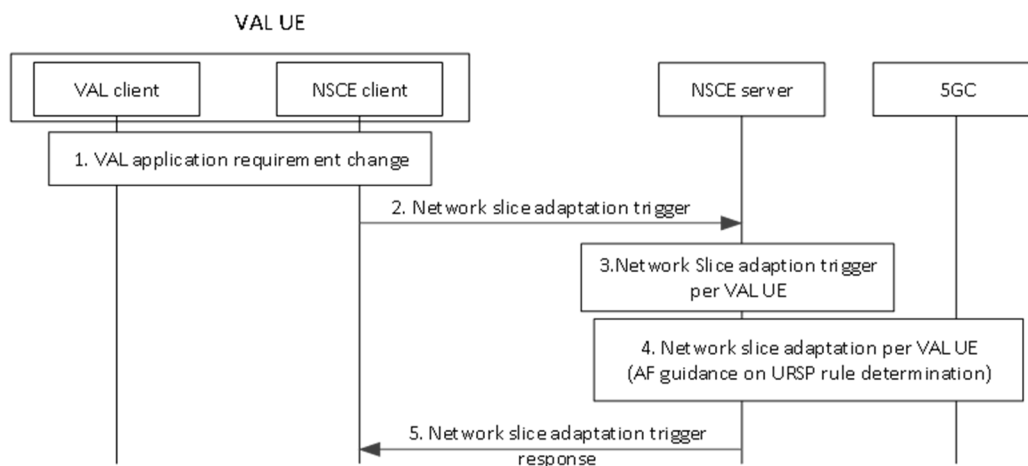 VAL UE
VAL client
NSCE client
NSCE server
5GC
1. VAL application requirement change
2. Network slice adaptation trigger
3.Network Slice adaption trigger
per VAL UE
4. Network slice adaptation per VAL UE
(AF guidance on URSP rule determination)
5. Network slice adaptation trigger
response